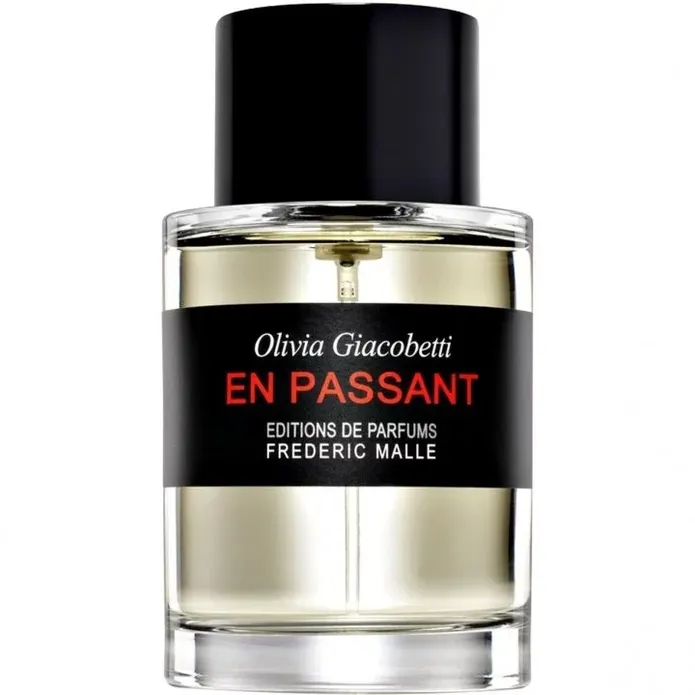 Olivia Giacobetti
EN PASSANT
EDITIONS DE PARFUMS
FREDERIC MALLE